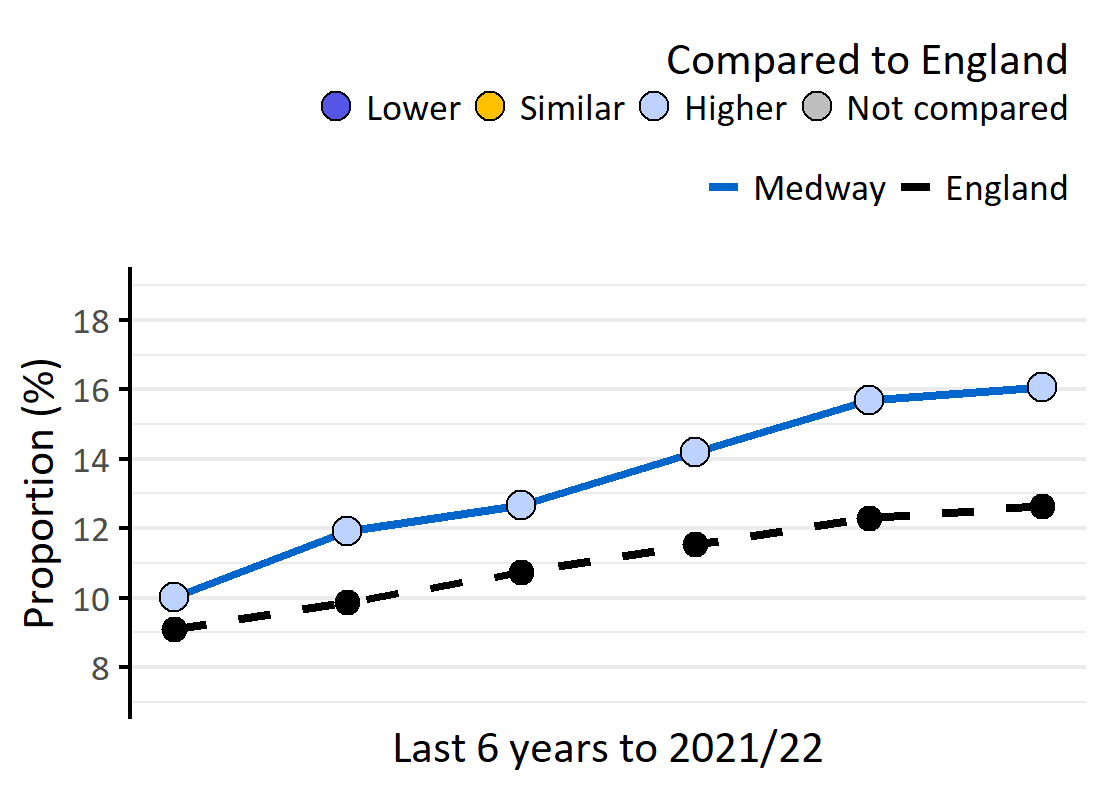 Compared to England
Lower Similar Higher Not compared
Medway England
Proportion (%)
18
16
14
12
10
8
Last 6 years to 2021/22